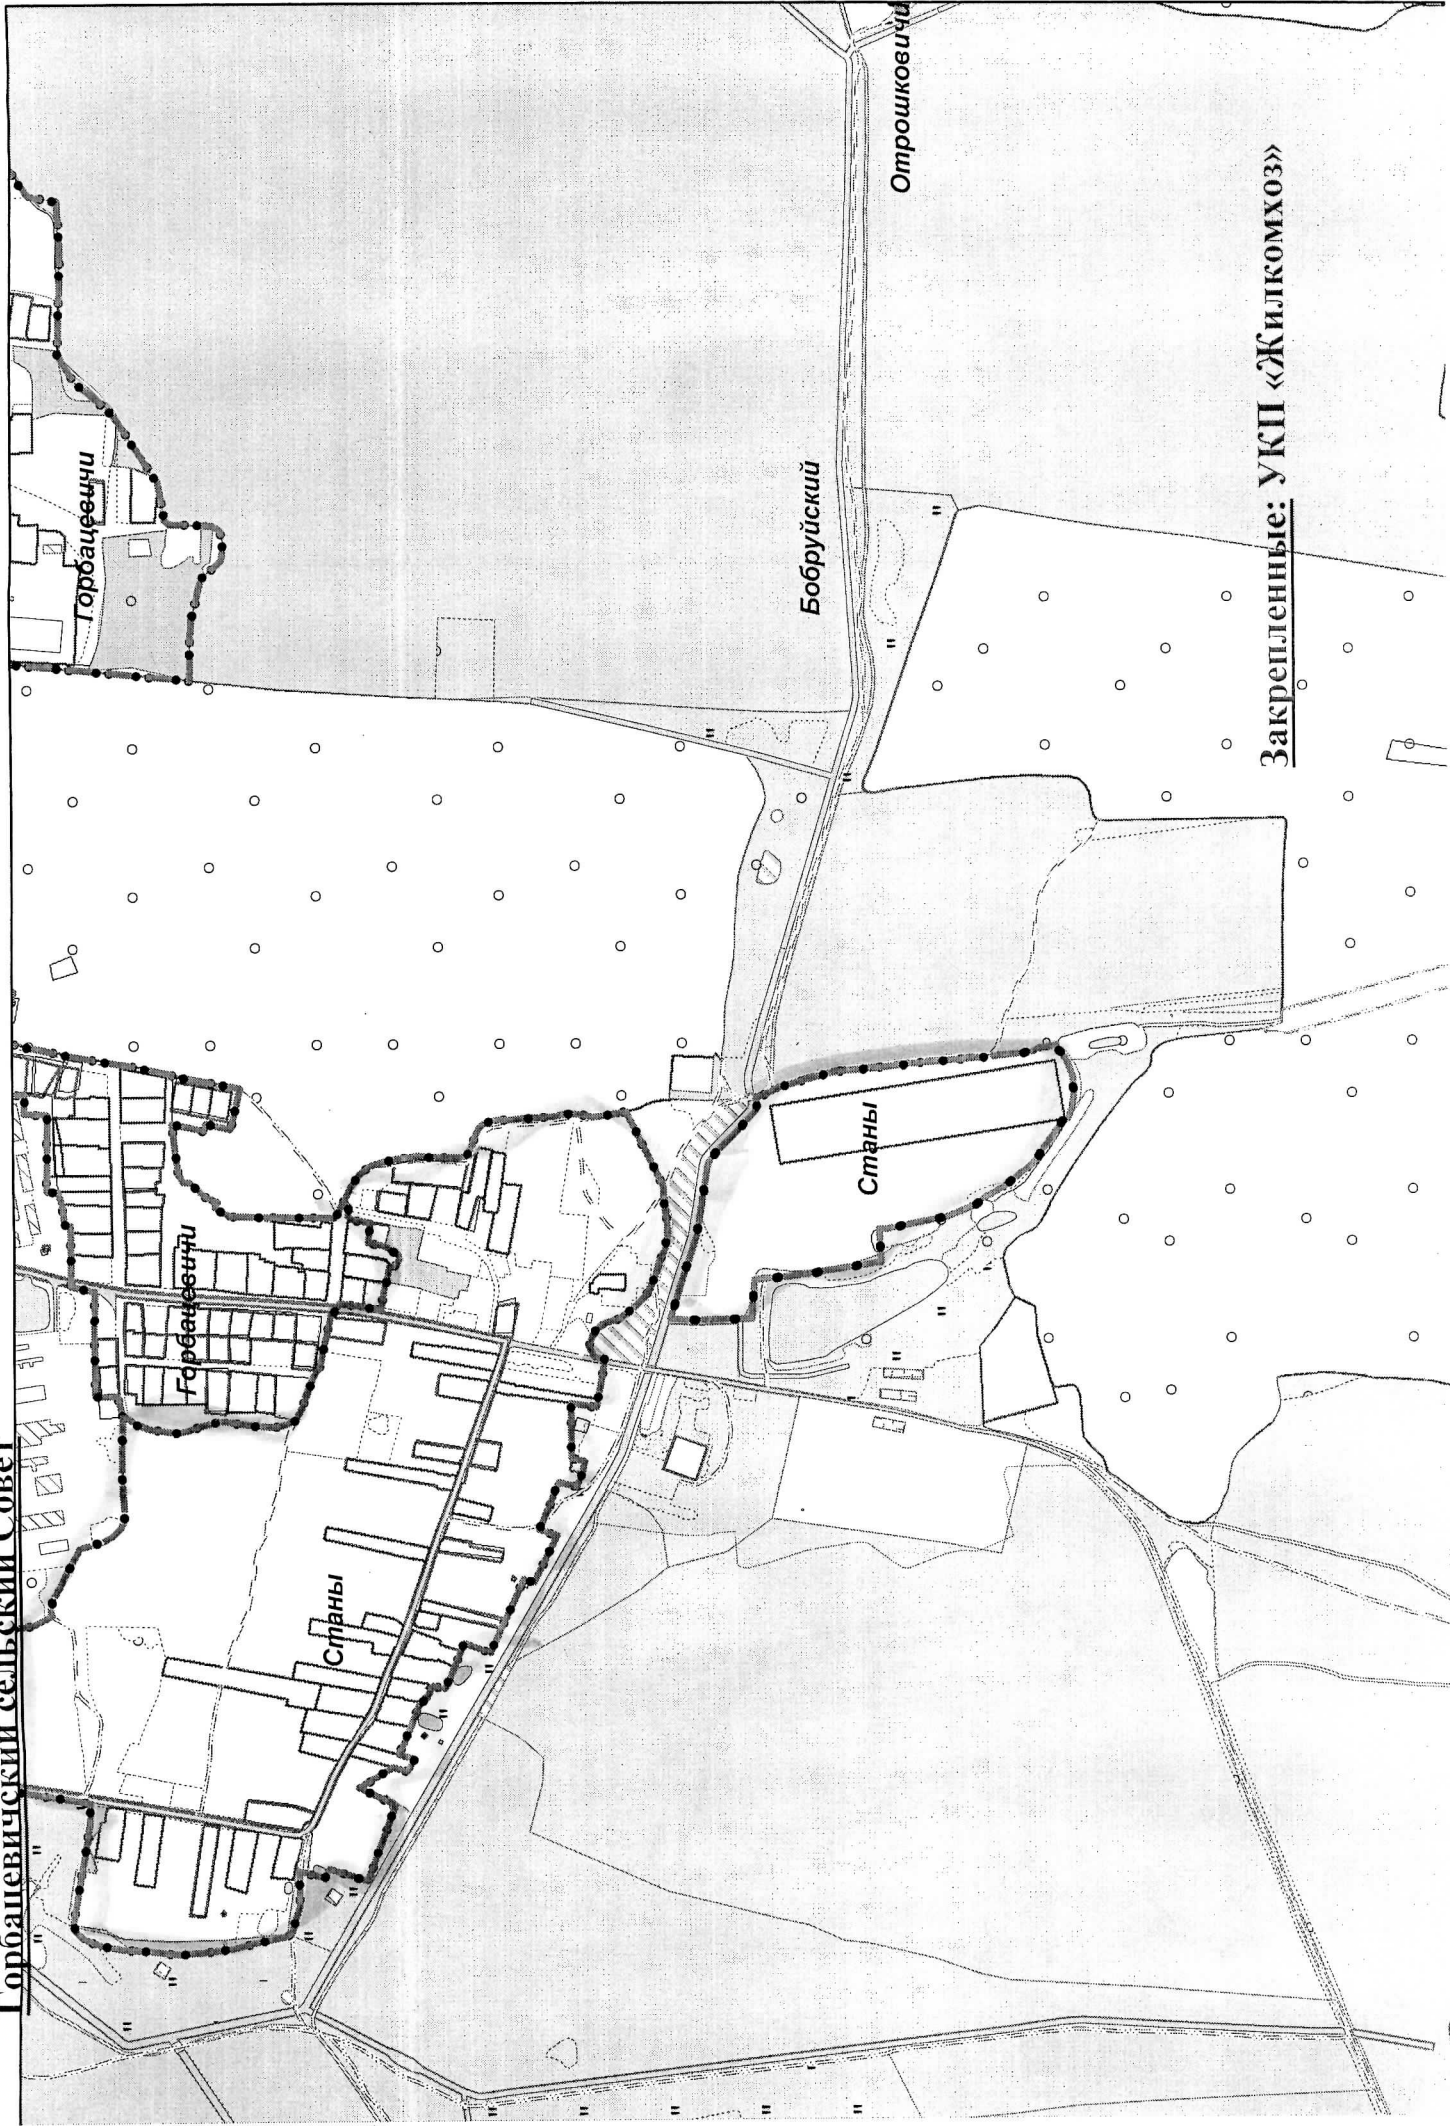 Горбацевичский сельский Совет
Горбацевичи
Отрошковичи
Горбацевичи
Бобруйский
Станы
Станы
Закрепленные: УКП «Жилкомхоз»